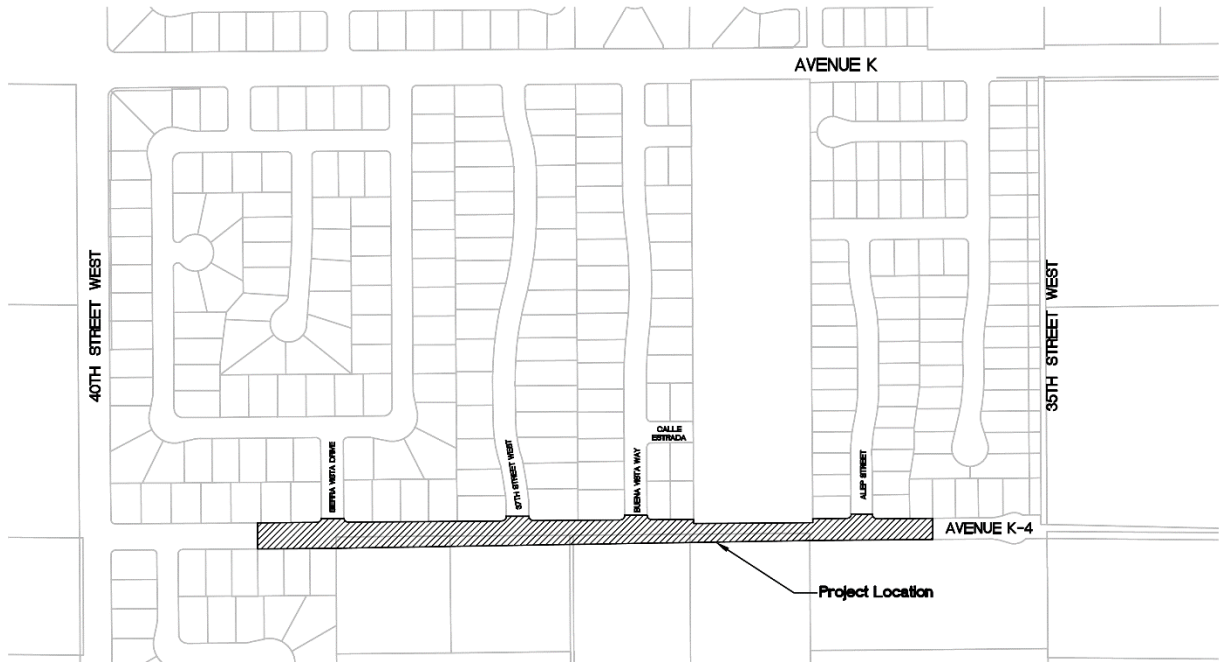 AVENUE K
40TH STREET WEST
35TH STREET WEST
CALLE
ESTRADA
SIERRA VISTA DRIVE
37TH STREET WEST
BUENA VISTA WAY
ALEP STREET
AVENUE K-4
Project Location